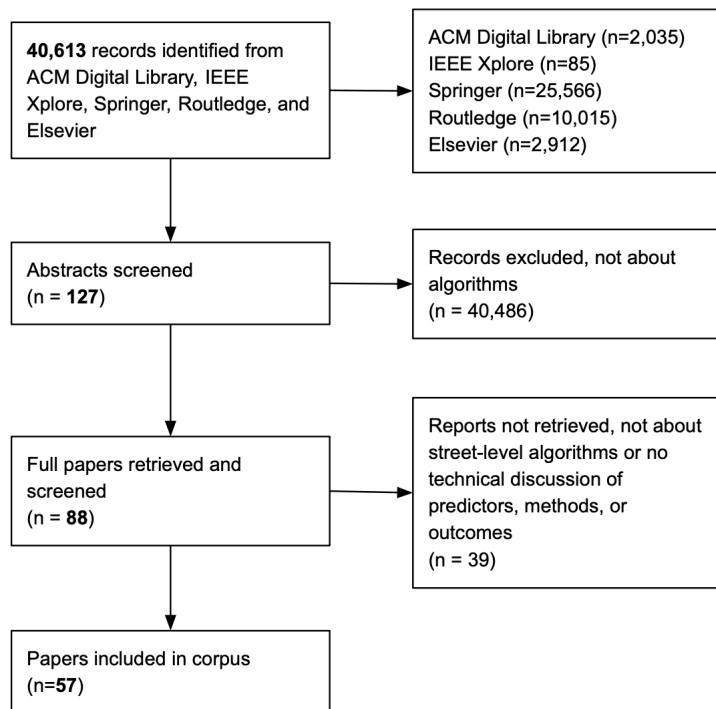 40,613 records identified from
ACM Digital Library, IEEE
Xplore, Springer, Routledge, and
Elsevier
ACM Digital Library (n=2,035)
IEEE Xplore (n=85)
Springer (n=25,566)
Routledge (n=10,015)
Elsevier (n=2,912)
Abstracts screened
(n = 127)
Records excluded, not about
algorithms
(n = 40,486)
Full papers retrieved and
screened
(n = 88)
Reports not retrieved, not about
street-level algorithms or no
technical discussion of
predictors, methods, or
outcomes
(n = 39)
Papers included in corpus
(n=57)